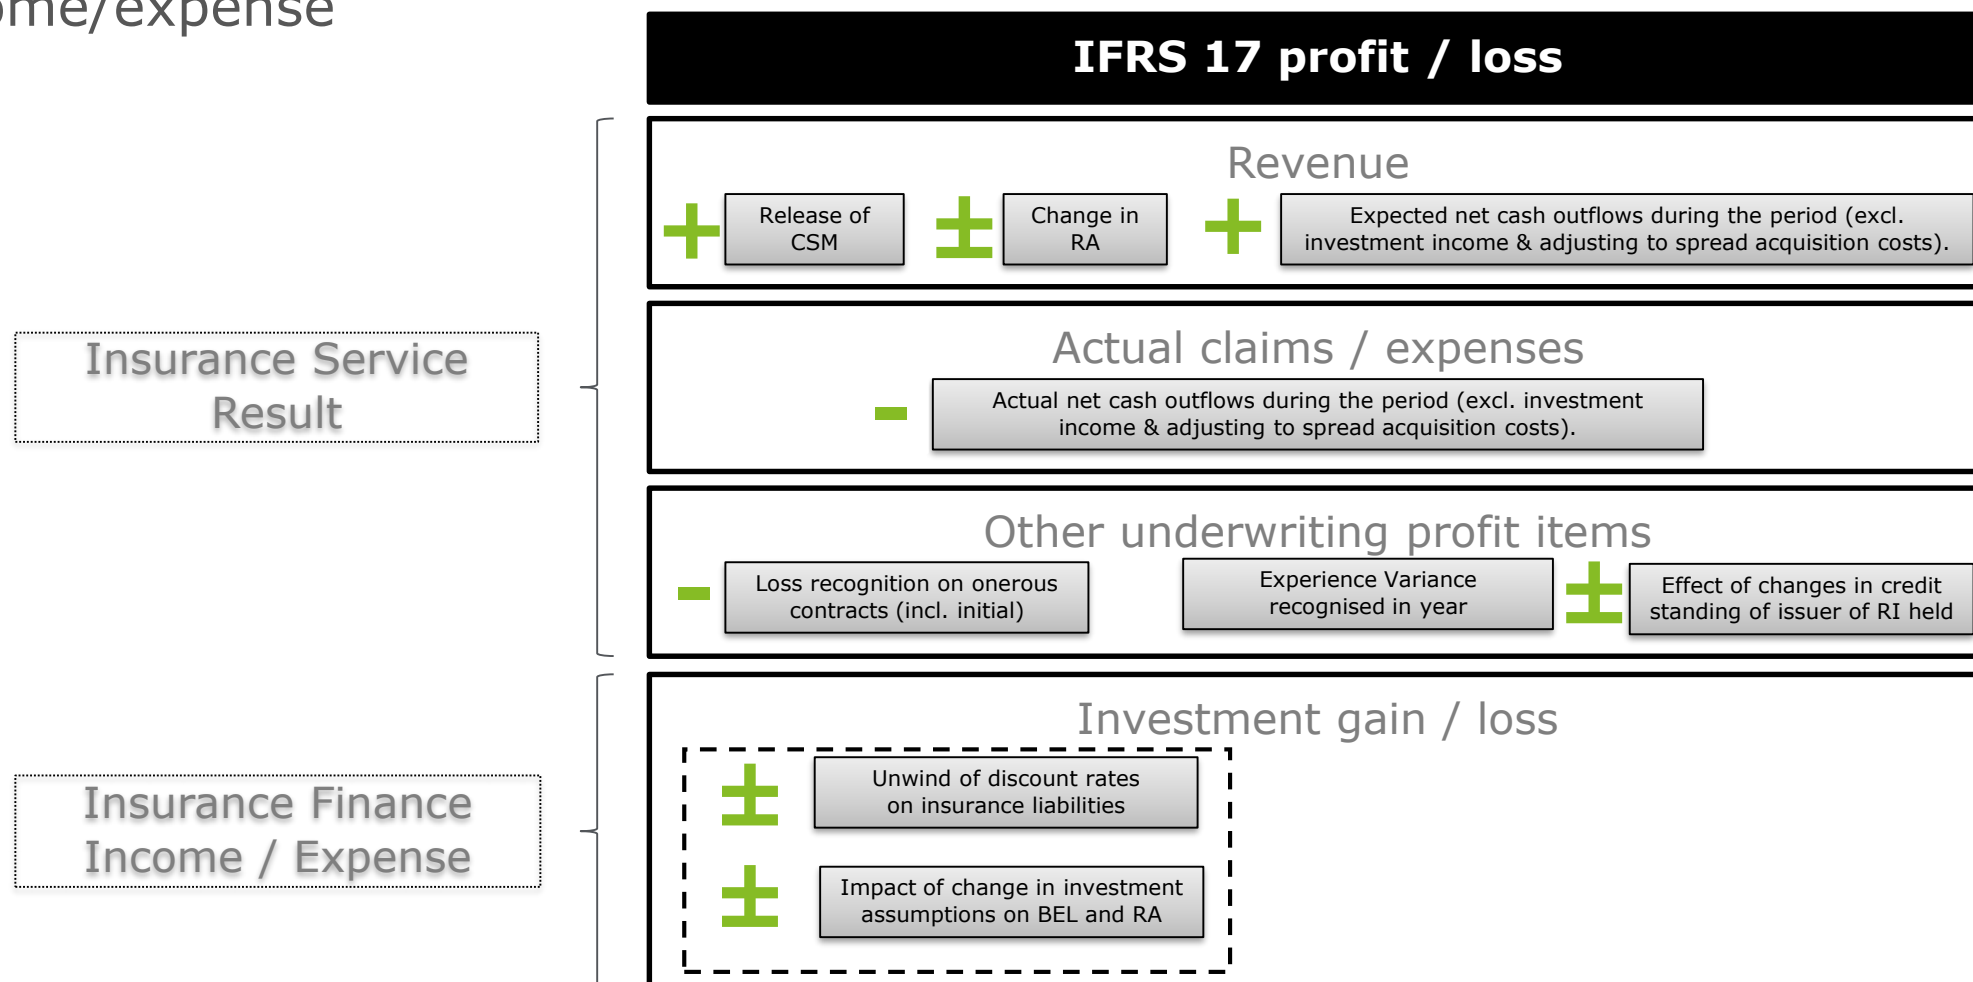 ome/expense
IFRS 17 profit / loss
Revenue
+
Release of
CSM
±
Change in
RA
+
Expected net cash outflows during the period (excl.
investment income & adjusting to spread acquisition costs).
Insurance Service
Result
Actual claims / expenses
-
Actual net cash outflows during the period (excl. investment
income & adjusting to spread acquisition costs).
Other underwriting profit items
-
Loss recognition on onerous
contracts (incl. initial)
Experience Variance
recognised in year
±
Effect of changes in credit
standing of issuer of RI held
Insurance Finance
Income / Expense
Investment gain / loss
±
Unwind of discount rates
on insurance liabilities
±
Impact of change in investment
assumptions on BEL and RA